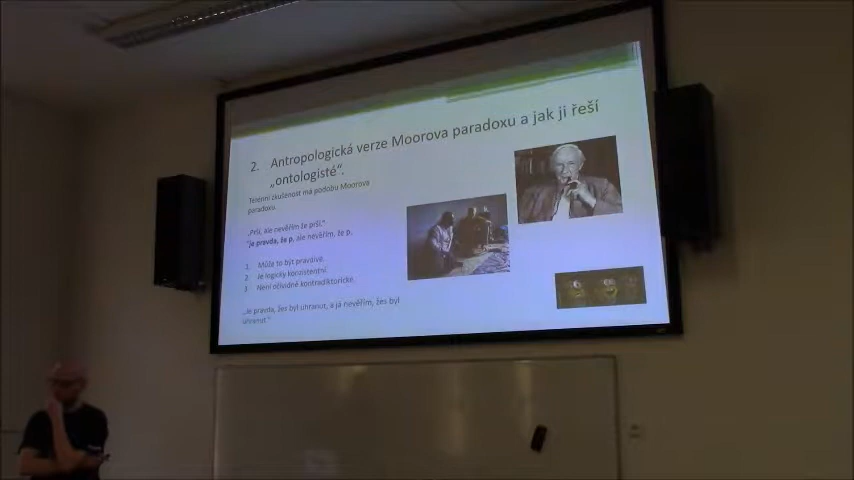 2. Antropologická verze Moorova paradoxu a jak ji řeší
„ontologisté“.
Terénní zkušenost má podobu Moorova
paradoxu.
„Prší, ale nevěřím že prší.“
"je pravda, že p, ale nevěřím, že p.
1 Může to být pravdivé.
2 Je logicky konzistentní.
3 Není očividně kontradiktorické.
„Je pravda, žes byl uhranut, a já nevěřím, žes byl
uhranut.“